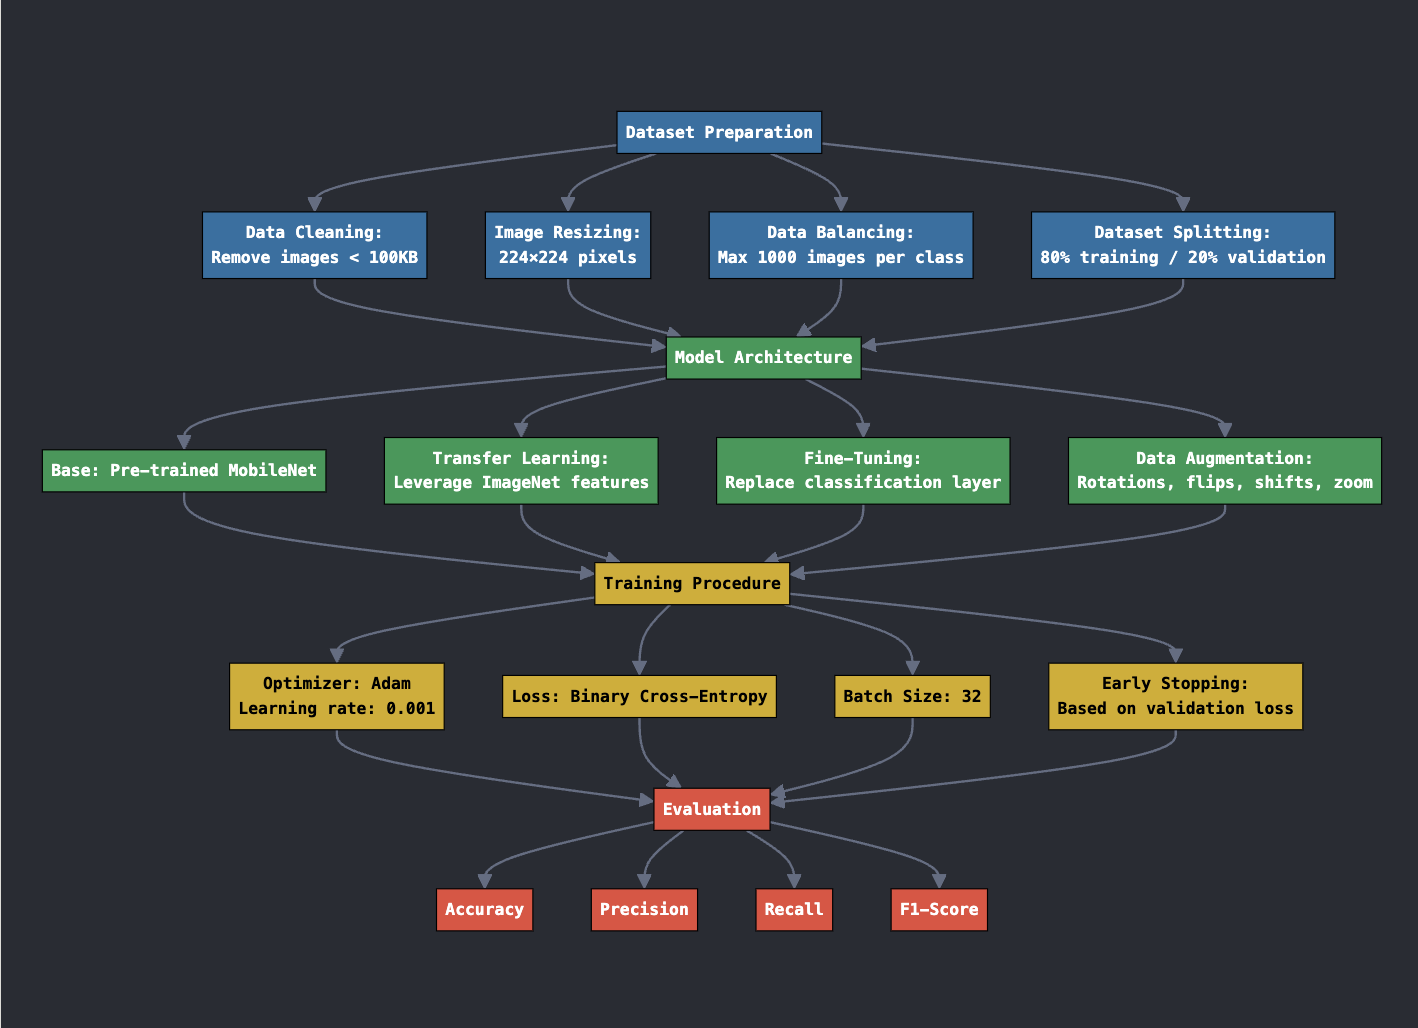 Dataset Preparation
Data Cleaning:
Remove images < 100KB
Image Resizing:
224×224 pixels
Data Balancing:
Max 1000 images per class
Dataset Splitting:
80% training / 20% validation
Model Architecture
Base: Pre-trained MobileNet
Transfer Learning:
Leverage ImageNet features
Fine-Tuning:
Replace classification layer
Data Augmentation:
Rotations, flips, shifts, zoom
Training Procedure
Optimizer: Adam
Learning rate: 0.001
Loss: Binary Cross-Entropy
Batch Size: 32
Early Stopping:
Based on validation loss
Evaluation
Accuracy
Precision
Recall
F1-Score